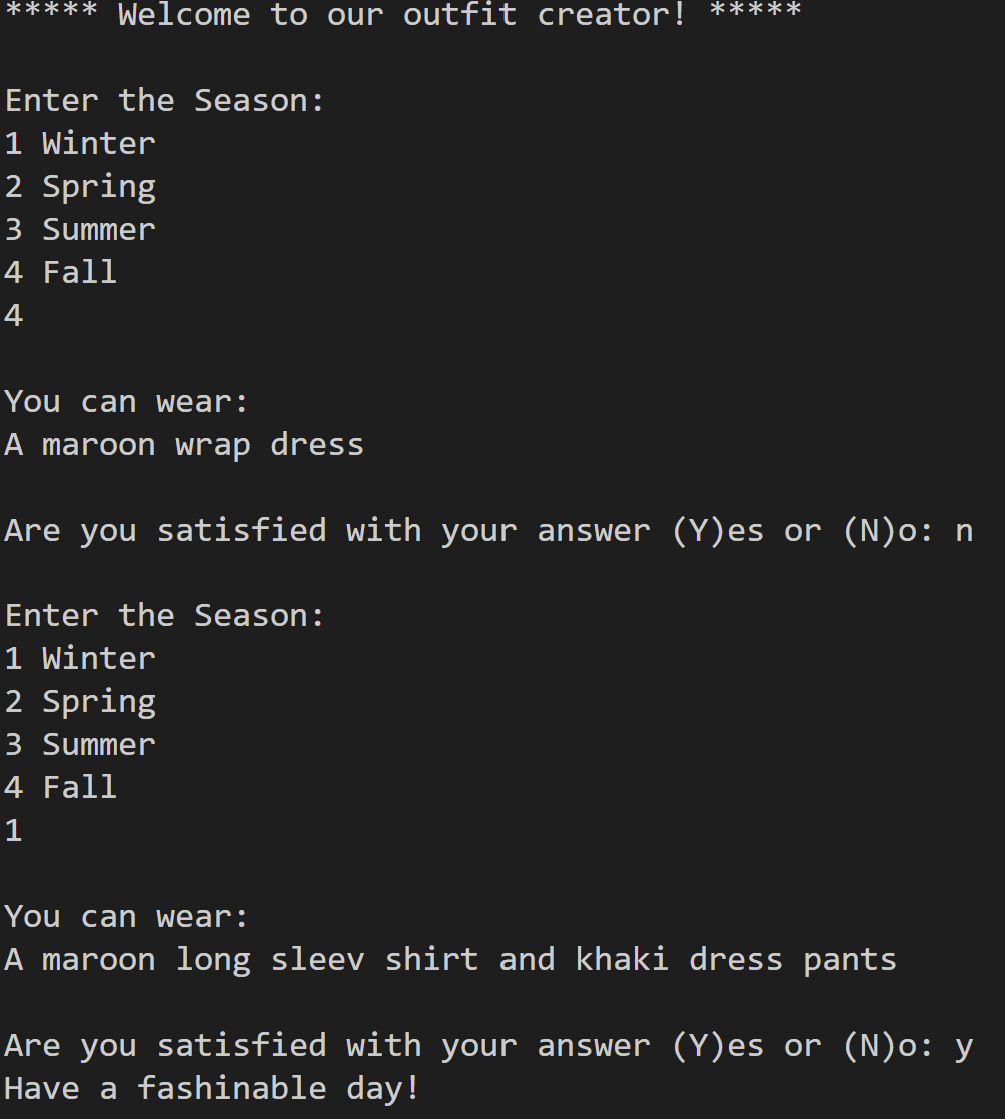 ***** Welcome to our outfit creator! *****
Enter the Season:
1 Winter
2 Spring
3 Summer
4 Fall
4
You can wear:
A maroon wrap dress
Are you satisfied with your answer (Y)es or (N)o: n
Enter the Season:
1 Winter
2 Spring
3 Summer
4 Fall
1
You can wear:
A maroon long sleev shirt and khaki dress pants
Are you satisfied with your answer (Y)es or (N)o: y
Have a fashinable day!